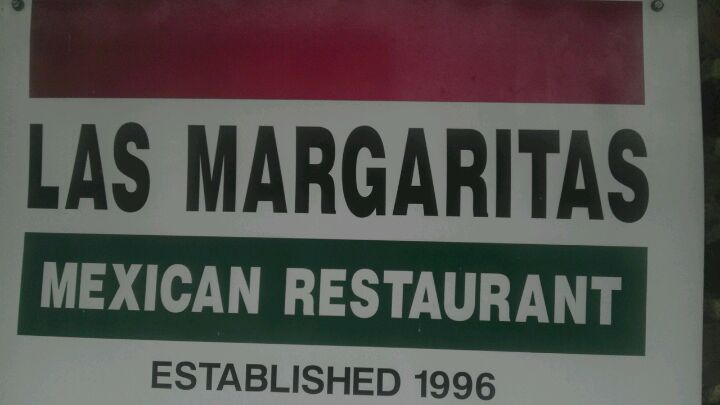 LAS MARGARITAS
MEXICAN RESTAURANT
ESTABLISHED 1996